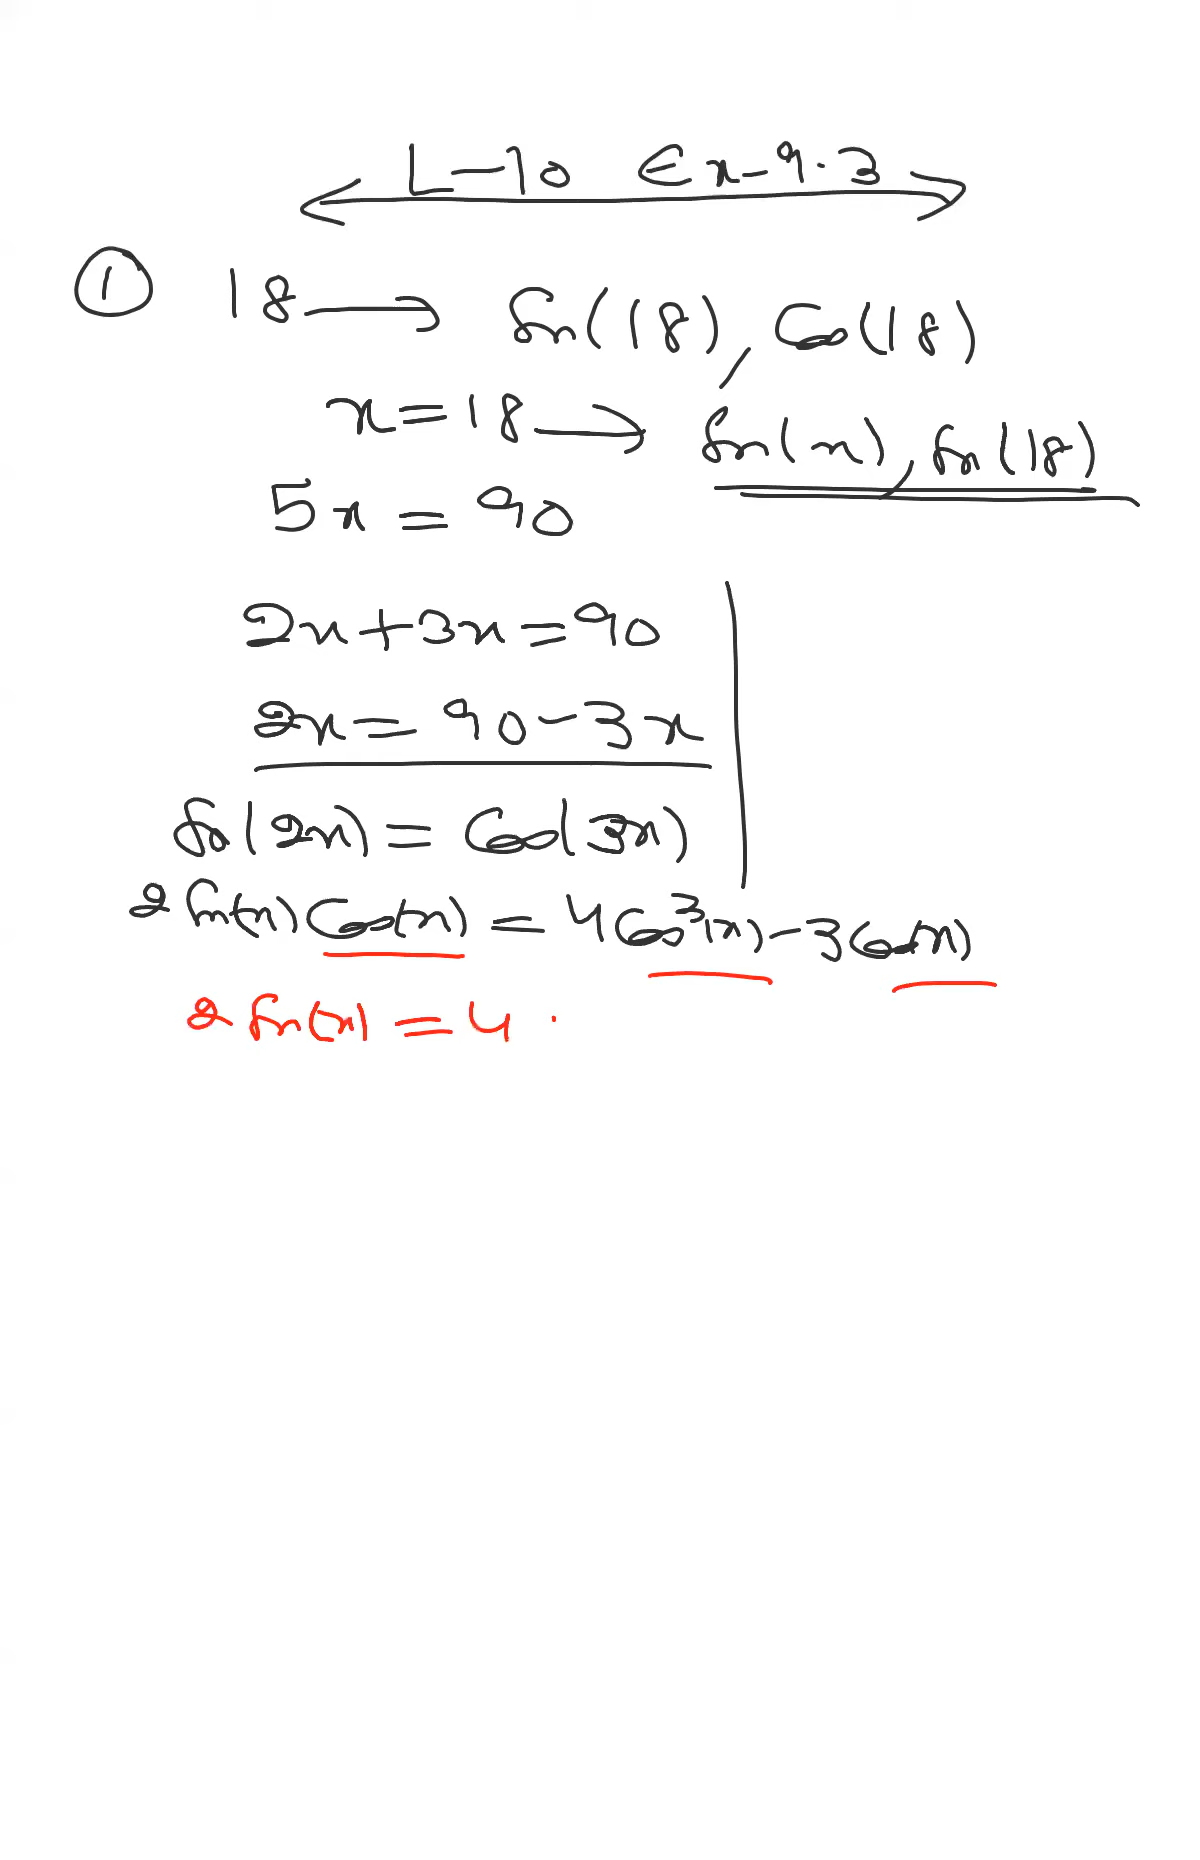 L-10 Ex-9.3
① 18 → sin(18), Cos(18)
x=18 → sin(x), sin(18)
5x = 90
2x+3x=90
2x= 90-3x
sin(2x) = Cos(3x)
2 sin(x) Cos(x) = 4Cos³(x)-3Cos(x)
2 sin(x) = 4 .